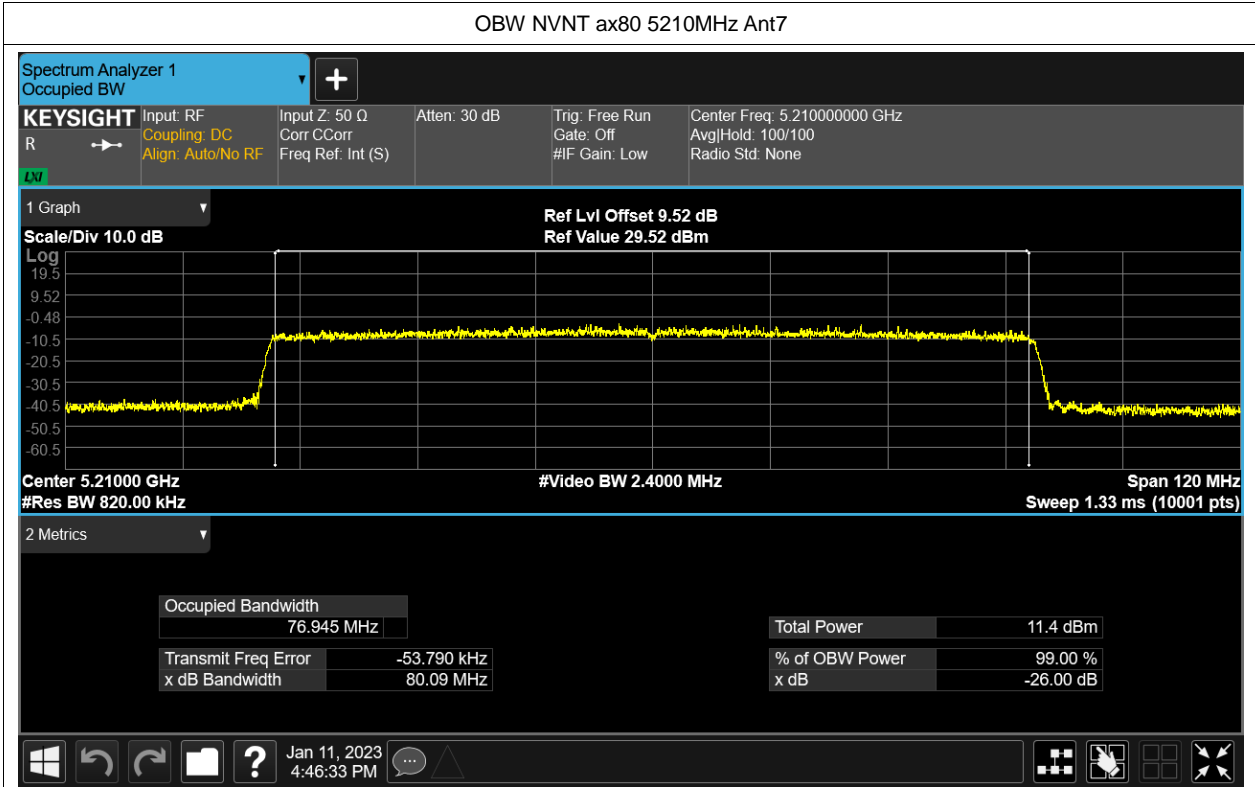 OBW NVNT ax80 5210MHz Ant7
Spectrum Analyzer 1
Occupied BW
KEYSIGHT
R
LXI
Input: RF
Coupling: DC
Align: Auto/No RF
Input Z: 50 Ω
Corr CCorr
Freq Ref: Int (S)
Atten: 30 dB
Trig: Free Run
Gate: Off
#IF Gain: Low
Center Freq: 5.210000000 GHz
Avg|Hold: 100/100
Radio Std: None
1 Graph
Scale/Div 10.0 dB
Ref Lvl Offset 9.52 dB
Ref Value 29.52 dBm
Log
19.5
9.52
-0.48
-10.5
-20.5
-30.5
-40.5
-50.5
-60.5
Center 5.21000 GHz
#Video BW 2.4000 MHz
Span 120 MHz
#Res BW 820.00 kHz
Sweep 1.33 ms (10001 pts)
2 Metrics
Occupied Bandwidth
76.945 MHz
Total Power 11.4 dBm
Transmit Freq Error -53.790 kHz
% of OBW Power 99.00 %
x dB Bandwidth 80.09 MHz
x dB -26.00 dB
?
Jan 11, 2023
4:46:33 PM